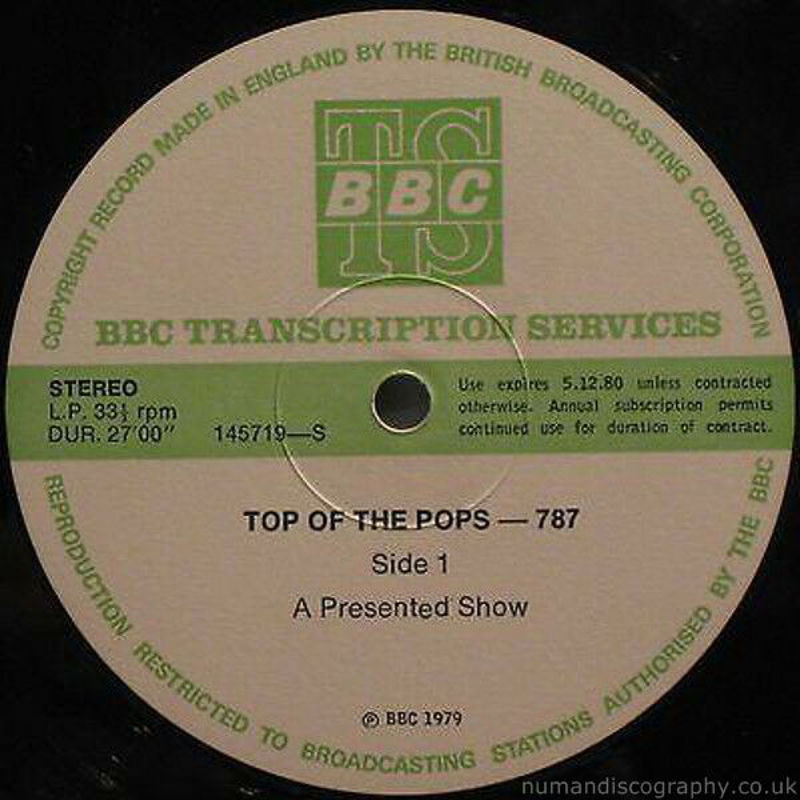 COPYRIGHT RECORD MADE IN ENGLAND BY THE BRITISH BROADCASTING CORPORATION
TS
BBC
BBC TRANSCRIPTION SERVICES
STEREO
L.P. 33⅓ rpm
DUR. 27'00"
145719—S
Use expires 5.12.80 unless contracted
otherwise. Annual subscription permits
continued use for duration of contract.
TOP OF THE POPS — 787
Side 1
A Presented Show
℗ BBC 1979
REPRODUCTION RESTRICTED TO BROADCASTING STATIONS AUTHORISED BY THE BBC
numandiscography.co.uk